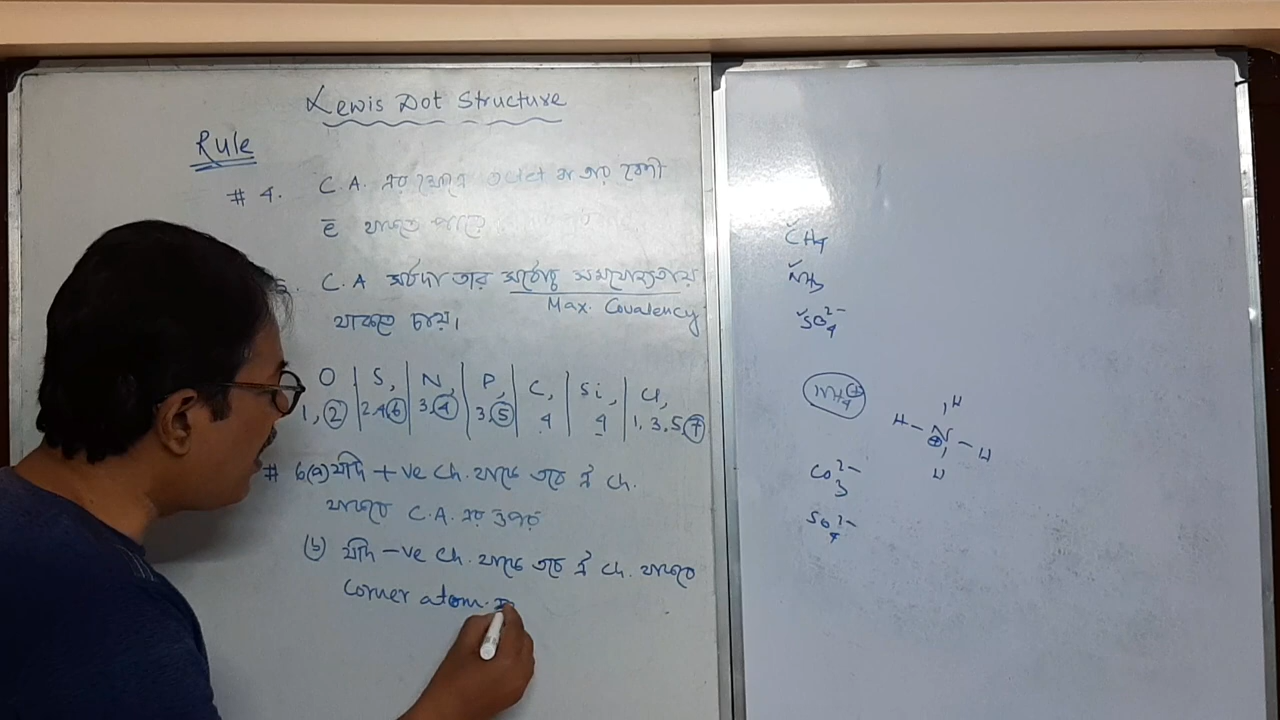 Lewis Dot Structure
Rule
# 4. C.A. এর ক্ষেত্রে octet বা তার বেশী
ē থাকতে পারে।
5. C.A সর্বদা তার সর্বোচ্চ সমযোজ্যতায়
Max. Covalency
থাকতে চায়।
O | S, | N, | P, | C, | Si, | Cl,
1, 2 | 2,4,6 | 3,4 | 3,5 | 4 | 4 | 1, 3, 5, 7
# 6(a) যদি +ve Ch. থাকে তবে ঐ Ch.
থাকবে C.A. এর উপর
(b) যদি -ve Ch. থাকে তবে ঐ Ch. থাকবে
Corner atom.
CH4
NH3
SO4 2-
NH4 +
H
H N H
⊕
H
CO3 2-
SO4 2-